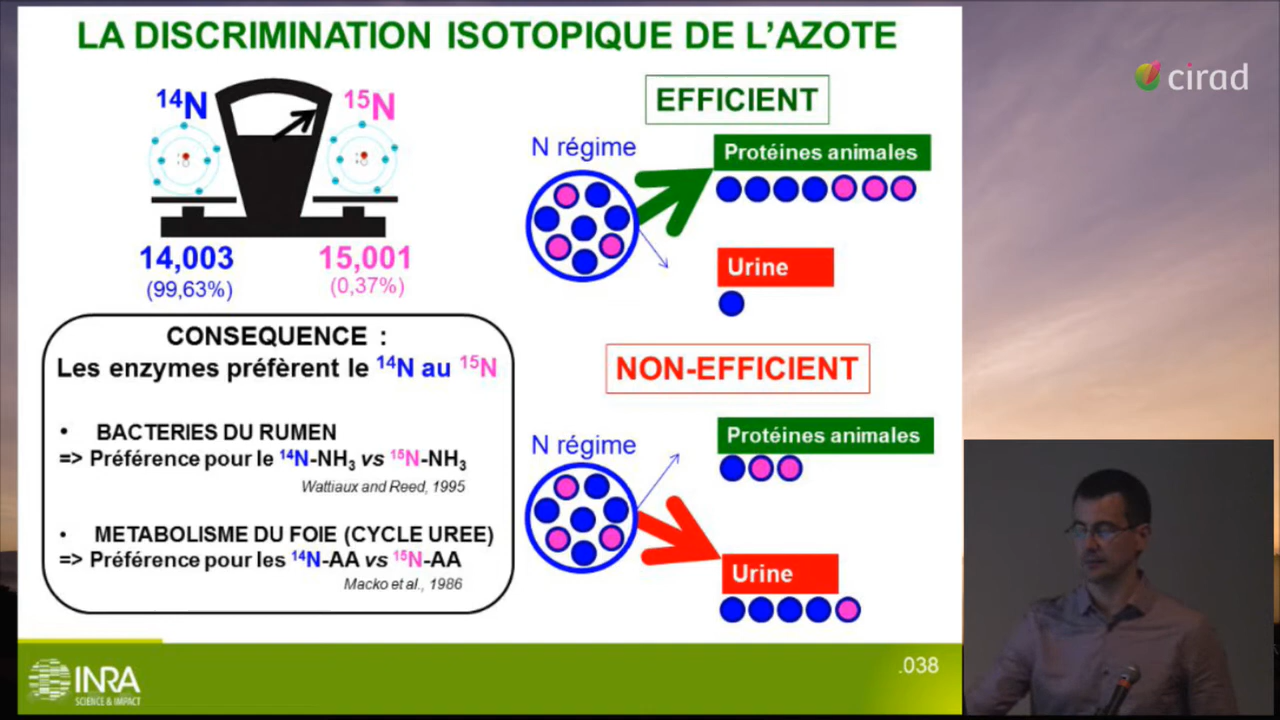 LA DISCRIMINATION ISOTOPIQUE DE L'AZOTE
14N
15N
14,003
15,001
(99,63%)
(0,37%)
CONSEQUENCE :
Les enzymes préfèrent le 14N au 15N
• BACTERIES DU RUMEN
=> Préférence pour le 14N-NH3 vs 15N-NH3
Wattiaux and Reed, 1995
• METABOLISME DU FOIE (CYCLE UREE)
=> Préférence pour les 14N-AA vs 15N-AA
Macko et al., 1986
EFFICIENT
N régime
Protéines animales
Urine
NON-EFFICIENT
N régime
Protéines animales
Urine
INRA
SCIENCE & IMPACT
.038
cirad